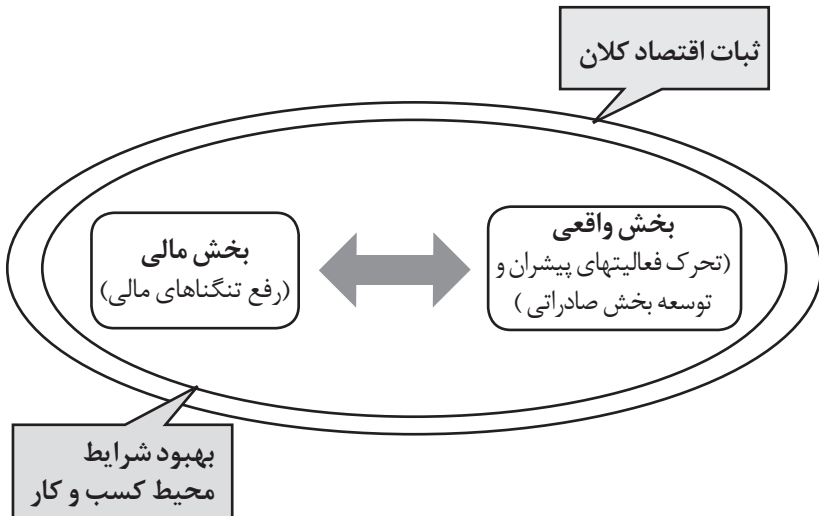 ثبات اقتصاد کلان
بخش واقعی
(تحرک فعالیتهای پیشران و
توسعه بخش صادراتی )
بخش مالی
(رفع تنگناهای مالی)
بهبود شرایط
محیط کسب و کار